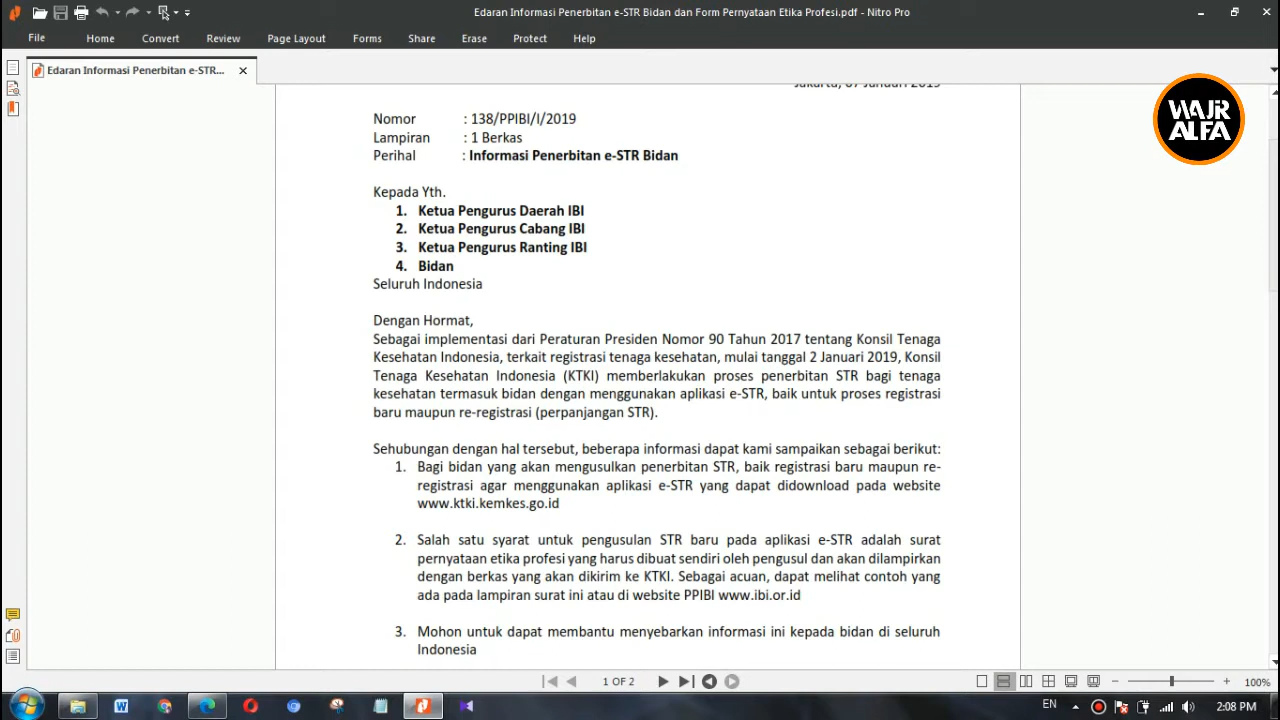 Edaran Informasi Penerbitan e-STR Bidan dan Form Pernyataan Etika Profesi.pdf - Nitro Pro
File Home Convert Review Page Layout Forms Share Erase Protect Help
Edaran Informasi Penerbitan e-STR...
WAJR
ALFA
Nomor : 138/PPIBI/I/2019
Lampiran : 1 Berkas
Perihal : Informasi Penerbitan e-STR Bidan
Kepada Yth.
1. Ketua Pengurus Daerah IBI
2. Ketua Pengurus Cabang IBI
3. Ketua Pengurus Ranting IBI
4. Bidan
Seluruh Indonesia
Dengan Hormat,
Sebagai implementasi dari Peraturan Presiden Nomor 90 Tahun 2017 tentang Konsil Tenaga
Kesehatan Indonesia, terkait registrasi tenaga kesehatan, mulai tanggal 2 Januari 2019, Konsil
Tenaga Kesehatan Indonesia (KTKI) memberlakukan proses penerbitan STR bagi tenaga
kesehatan termasuk bidan dengan menggunakan aplikasi e-STR, baik untuk proses registrasi
baru maupun re-registrasi (perpanjangan STR).
Sehubungan dengan hal tersebut, beberapa informasi dapat kami sampaikan sebagai berikut:
1. Bagi bidan yang akan mengusulkan penerbitan STR, baik registrasi baru maupun re-
registrasi agar menggunakan aplikasi e-STR yang dapat didownload pada website
www.ktki.kemkes.go.id
2. Salah satu syarat untuk pengusulan STR baru pada aplikasi e-STR adalah surat
pernyataan etika profesi yang harus dibuat sendiri oleh pengusul dan akan dilampirkan
dengan berkas yang akan dikirim ke KTKI. Sebagai acuan, dapat melihat contoh yang
ada pada lampiran surat ini atau di website PPIBI www.ibi.or.id
3. Mohon untuk dapat membantu menyebarkan informasi ini kepada bidan di seluruh
Indonesia
1 OF 2
100%
EN
2:08 PM